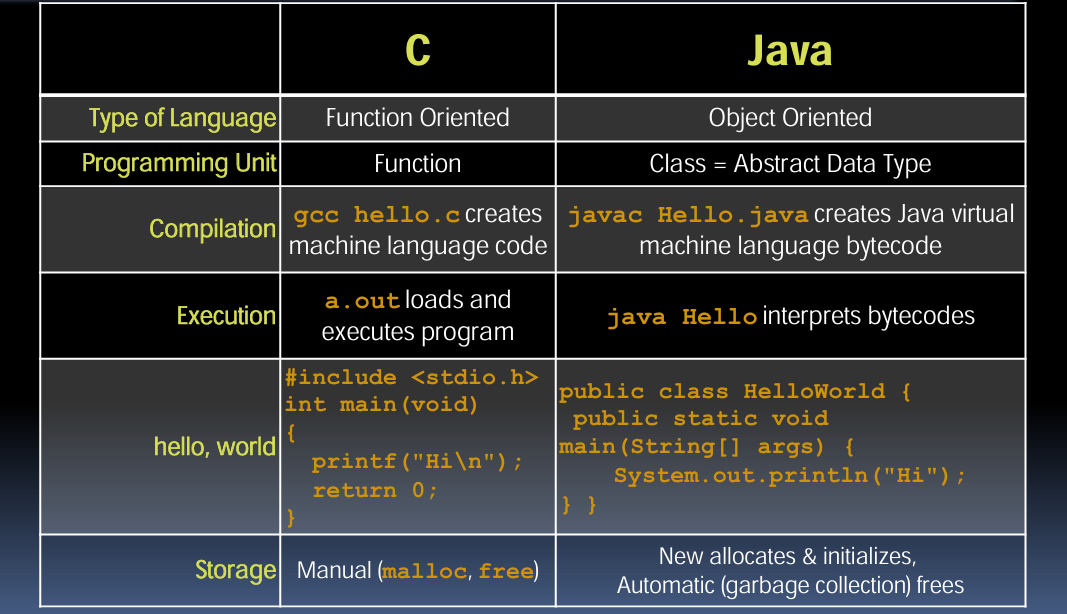 C Java
Type of Language Function Oriented Object Oriented
Programming Unit Function Class = Abstract Data Type
Compilation
gcc hello.c creates
machine language code
javac Hello.java creates Java virtual
machine language bytecode
Execution
a.out loads and
executes program
java Hello interprets bytecodes
hello, world
#include <stdio.h>
int main(void)
{
  printf("Hi\n");
  return 0;
}
public class HelloWorld {
 public static void
main(String[] args) {
    System.out.println("Hi");
} }
Storage
Manual (malloc, free)
New allocates & initializes,
Automatic (garbage collection) frees